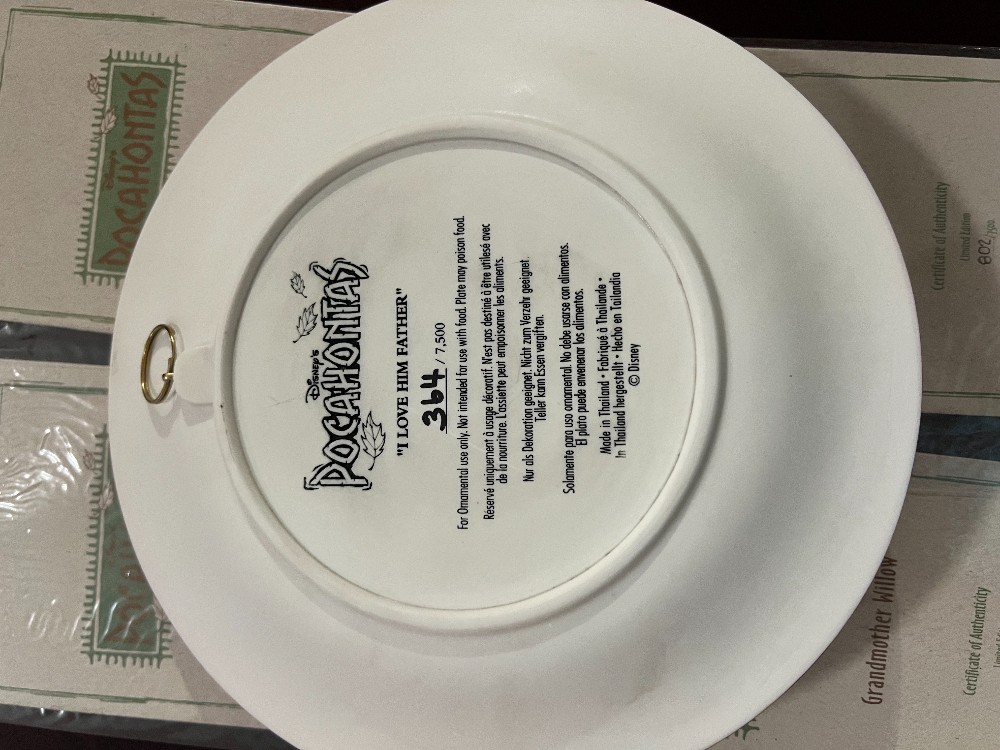 Disney's
POCAHONTAS
"I LOVE HIM FATHER"
364 / 7,500
For Ornamental use only. Not intended for use with food. Plate may poison food.
Réservé uniquement à usage décoratif. N'est pas destiné à être utilesé avec
de la nourriture. L'assiette peut empoisonner les aliments.
Nur als Dekoration geeignet. Nicht zum Verzehr geeignet.
Teller kann Essen vergiften.
Solamente para uso ornamental. No debe usarse con alimentos.
El plato puede envenenar los alimentos.
Made in Thailand • Fabriqué à Thaïlande •
In Thailand hergestellt • Hecho en Tailandia
© Disney
Disney's
POCAHONTAS
Certificate of Authenticity
Limited Edition
802/7500
Grandmother Willow
Certificate of Authenticity